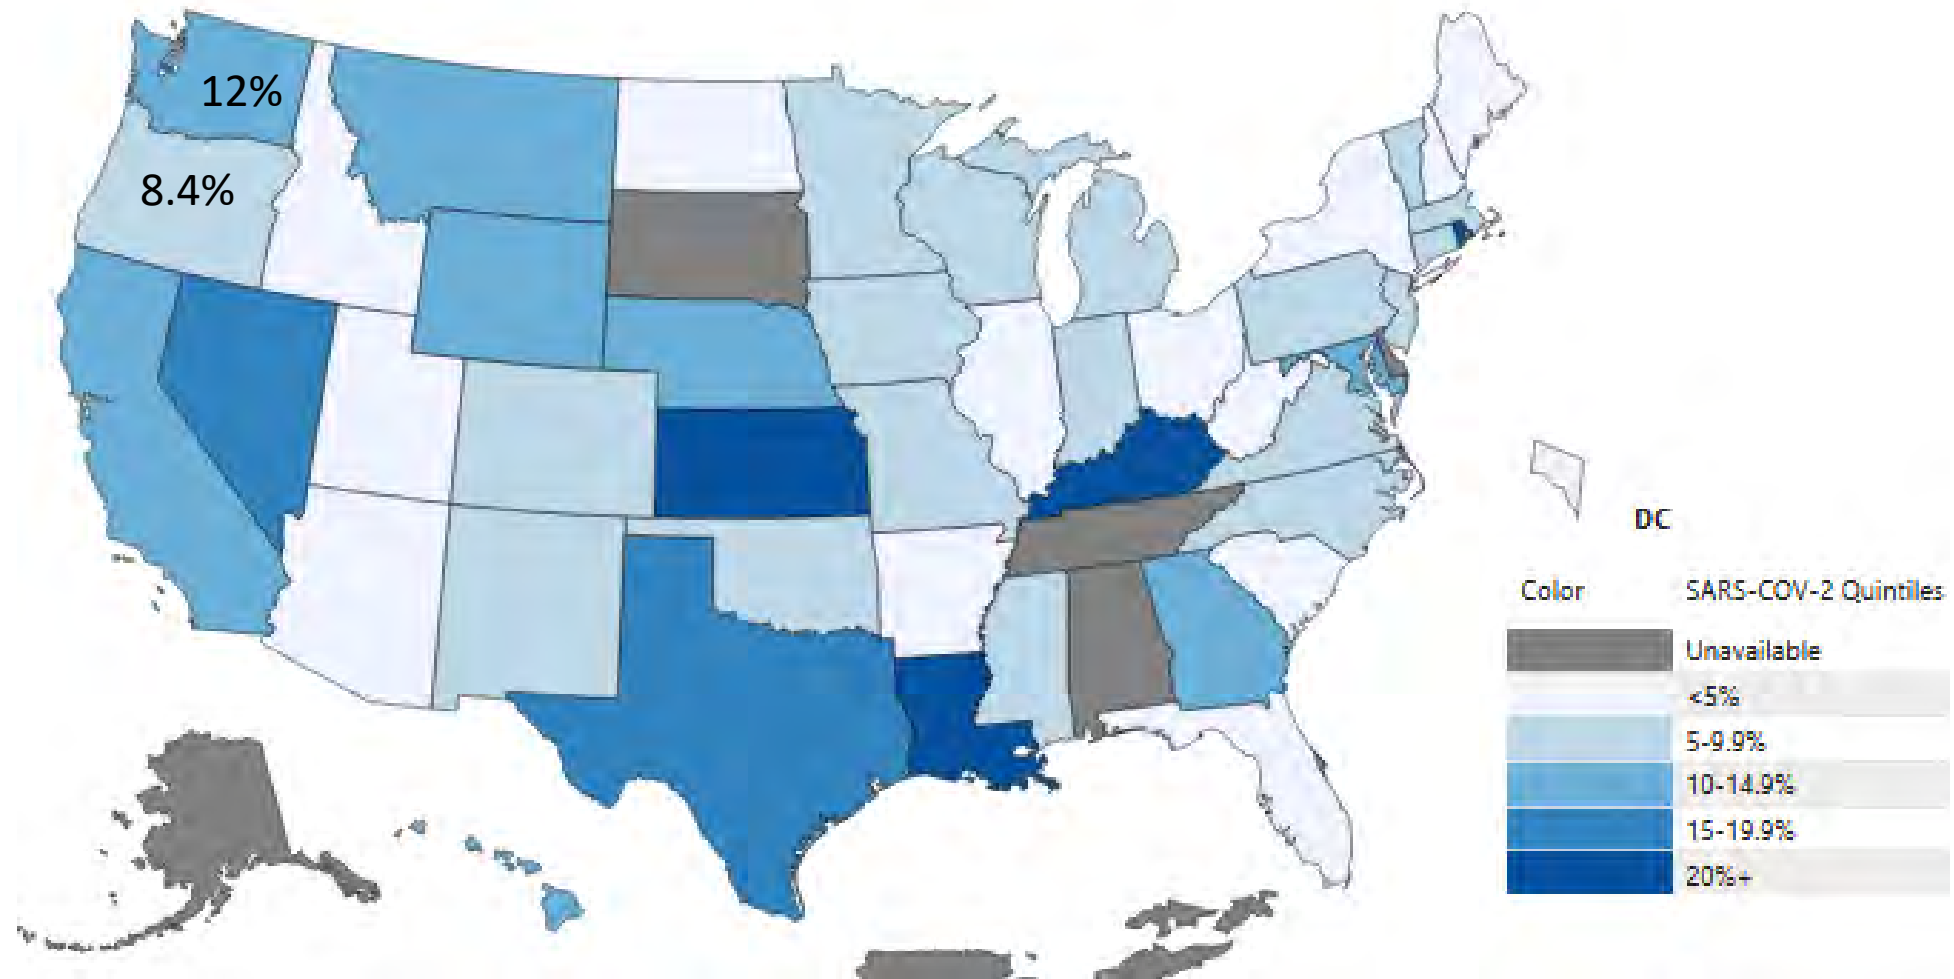 12%
8.4%
DC
Color SARS-COV-2 Quintiles
Unavailable
<5%
5-9.9%
10-14.9%
15-19.9%
20%+